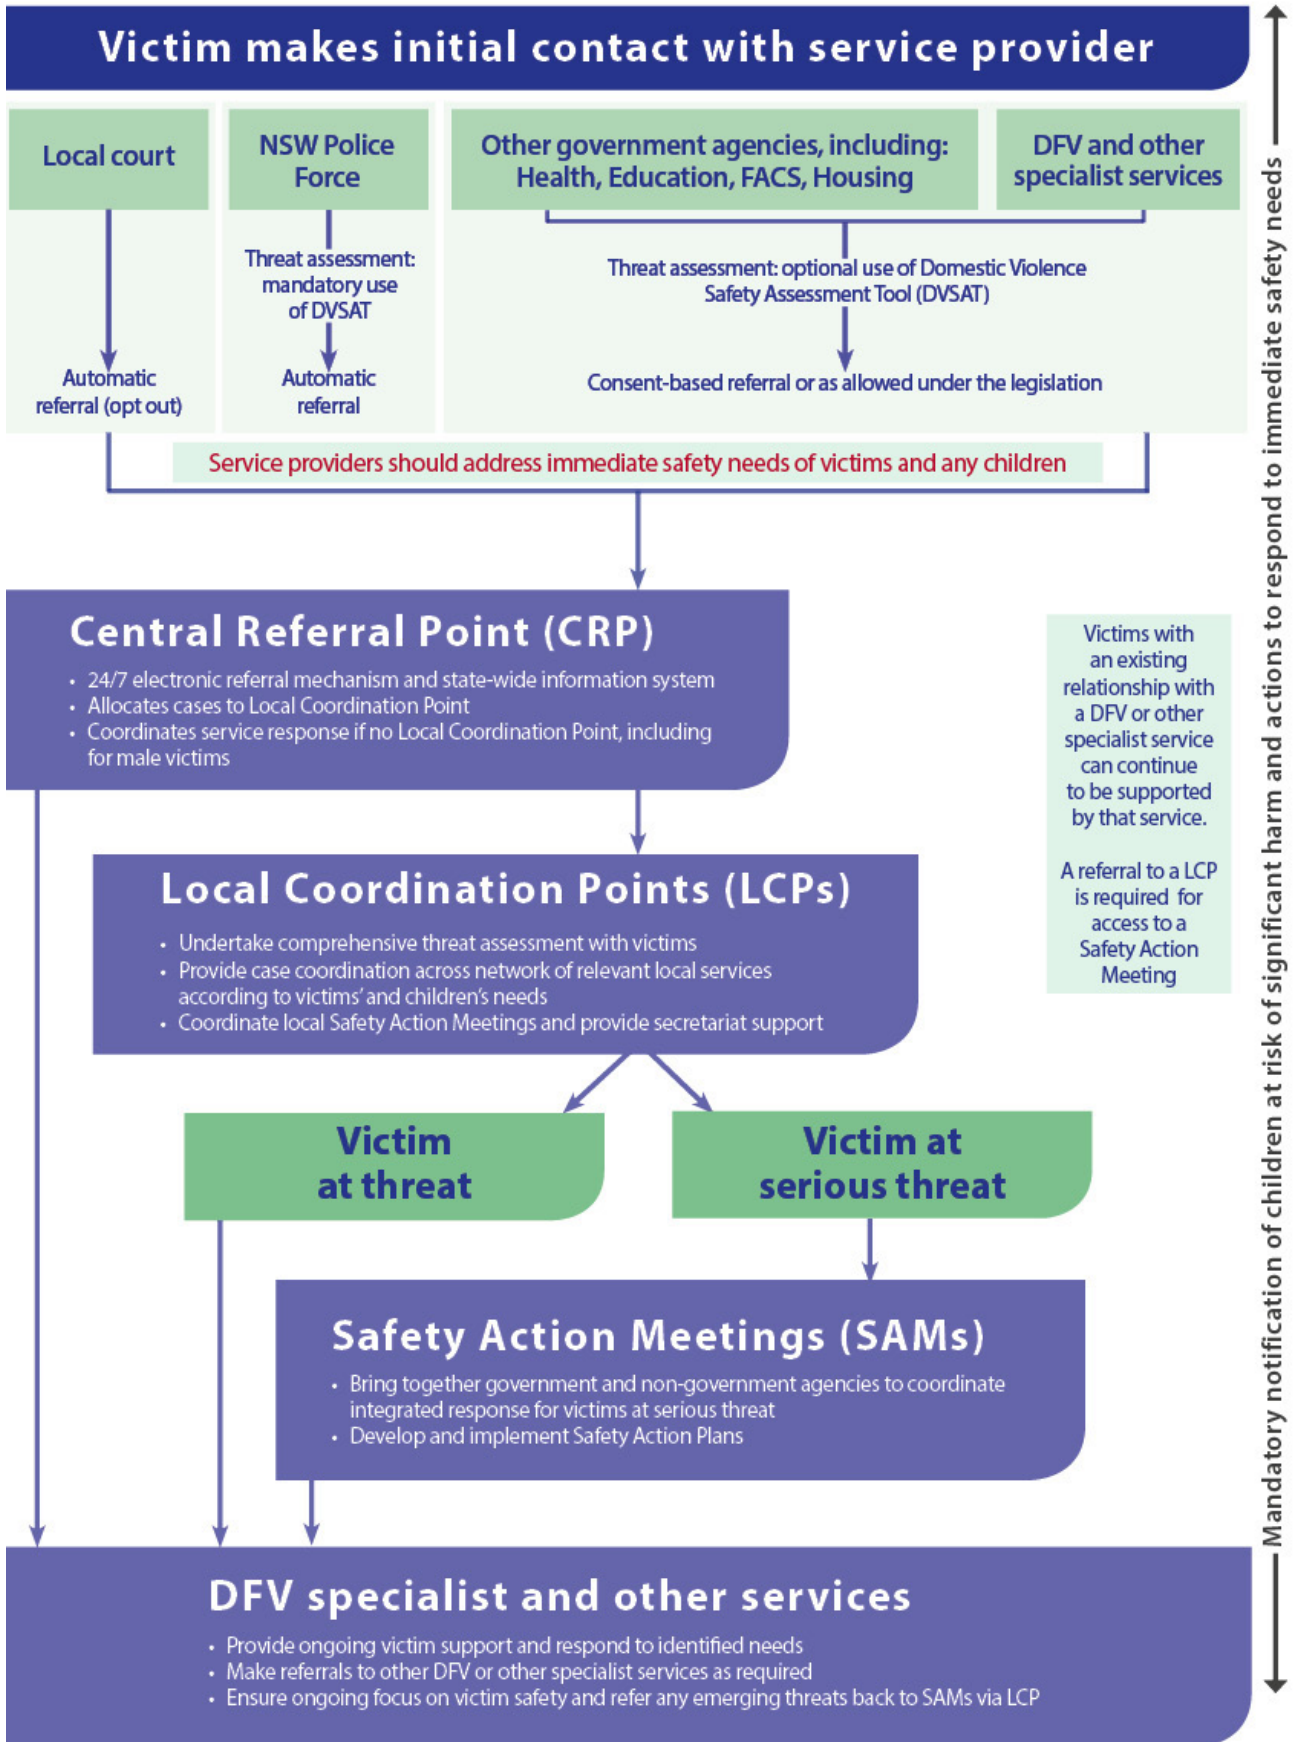 Victim makes initial contact with service provider
Local court
NSW Police
Force
Other government agencies, including:
Health, Education, FACS, Housing
DFV and other
specialist services
Threat assessment:
mandatory use
of DVSAT
Threat assessment: optional use of Domestic Violence
Safety Assessment Tool (DVSAT)
Automatic
referral (opt out)
Automatic
referral
Consent-based referral or as allowed under the legislation
Service providers should address immediate safety needs of victims and any children
Central Referral Point (CRP)
• 24/7 electronic referral mechanism and state-wide information system
• Allocates cases to Local Coordination Point
• Coordinates service response if no Local Coordination Point, including
for male victims
Victims with
an existing
relationship with
a DFV or other
specialist service
can continue
to be supported
by that service.
A referral to a LCP
is required for
access to a
Safety Action
Meeting
Local Coordination Points (LCPs)
• Undertake comprehensive threat assessment with victims
• Provide case coordination across network of relevant local services
according to victims' and children's needs
• Coordinate local Safety Action Meetings and provide secretariat support
Victim
at threat
Victim at
serious threat
Safety Action Meetings (SAMs)
• Bring together government and non-government agencies to coordinate
integrated response for victims at serious threat
• Develop and implement Safety Action Plans
DFV specialist and other services
• Provide ongoing victim support and respond to identified needs
• Make referrals to other DFV or other specialist services as required
• Ensure ongoing focus on victim safety and refer any emerging threats back to SAMs via LCP
Mandatory notification of children at risk of significant harm and actions to respond to immediate safety needs